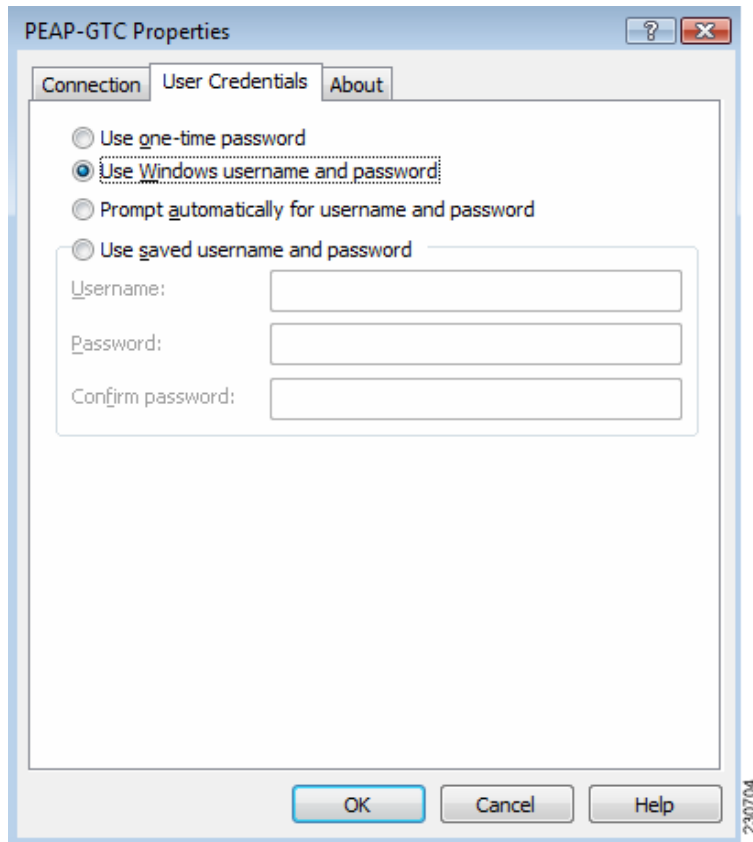 PEAP-GTC Properties
Connection User Credentials About
Use one-time password
Use Windows username and password
Prompt automatically for username and password
Use saved username and password
Username:
Password:
Confirm password:
OK Cancel Help
230704